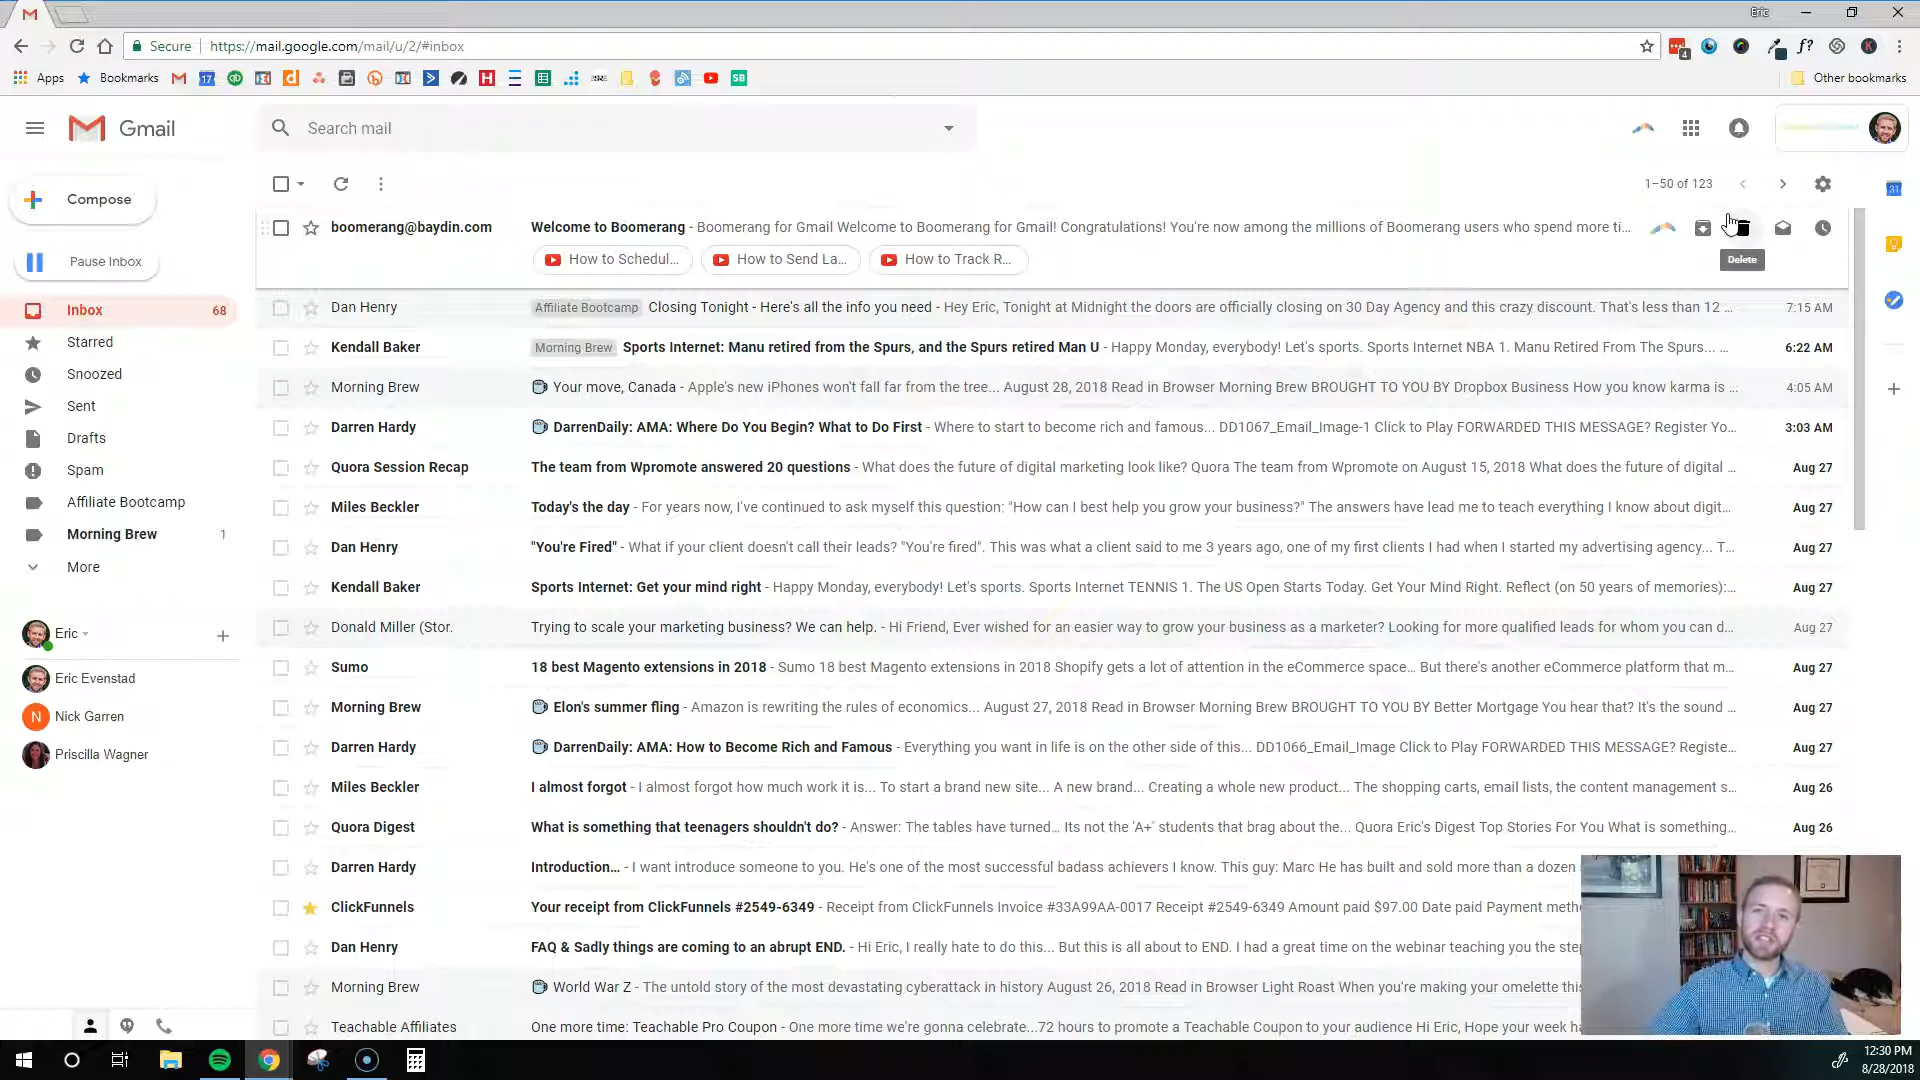 Eric
Secure https://mail.google.com/mail/u/2/#inbox
4 f? K
Apps Bookmarks 17 H SB Other bookmarks
Gmail Search mail
Compose
1–50 of 123
31
boomerang@baydin.com Welcome to Boomerang - Boomerang for Gmail Welcome to Boomerang for Gmail! Congratulations! You're now among the millions of Boomerang users who spend more ti...
How to Schedul... How to Send La... How to Track R... Delete
Pause Inbox
Inbox 68
Starred
Snoozed
Sent
Drafts
Spam
Affiliate Bootcamp
Morning Brew 1
More
Eric
Eric Evenstad
N Nick Garren
Priscilla Wagner
Dan Henry Affiliate Bootcamp Closing Tonight - Here's all the info you need - Hey Eric, Tonight at Midnight the doors are officially closing on 30 Day Agency and this crazy discount. That's less than 12 ... 7:15 AM
Kendall Baker Morning Brew Sports Internet: Manu retired from the Spurs, and the Spurs retired Man U - Happy Monday, everybody! Let's sports. Sports Internet NBA 1. Manu Retired From The Spurs... ... 6:22 AM
Morning Brew Your move, Canada - Apple's new iPhones won't fall far from the tree... August 28, 2018 Read in Browser Morning Brew BROUGHT TO YOU BY Dropbox Business How you know karma is ... 4:05 AM
Darren Hardy DarrenDaily: AMA: Where Do You Begin? What to Do First - Where to start to become rich and famous... DD1067_Email_Image-1 Click to Play FORWARDED THIS MESSAGE? Register Yo... 3:03 AM
Quora Session Recap The team from Wpromote answered 20 questions - What does the future of digital marketing look like? Quora The team from Wpromote on August 15, 2018 What does the future of digital ... Aug 27
Miles Beckler Today's the day - For years now, I've continued to ask myself this question: "How can I best help you grow your business?" The answers have lead me to teach everything I know about digit... Aug 27
Dan Henry "You're Fired" - What if your client doesn't call their leads? "You're fired". This was what a client said to me 3 years ago, one of my first clients I had when I started my advertising agency... T... Aug 27
Kendall Baker Sports Internet: Get your mind right - Happy Monday, everybody! Let's sports. Sports Internet TENNIS 1. The US Open Starts Today. Get Your Mind Right. Reflect (on 50 years of memories):... Aug 27
Donald Miller (Stor. Trying to scale your marketing business? We can help. - Hi Friend, Ever wished for an easier way to grow your business as a marketer? Looking for more qualified leads for whom you can d... Aug 27
Sumo 18 best Magento extensions in 2018 - Sumo 18 best Magento extensions in 2018 Shopify gets a lot of attention in the eCommerce space... But there's another eCommerce platform that m... Aug 27
Morning Brew Elon's summer fling - Amazon is rewriting the rules of economics... August 27, 2018 Read in Browser Morning Brew BROUGHT TO YOU BY Better Mortgage You hear that? It's the sound ... Aug 27
Darren Hardy DarrenDaily: AMA: How to Become Rich and Famous - Everything you want in life is on the other side of this... DD1066_Email_Image Click to Play FORWARDED THIS MESSAGE? Registe... Aug 27
Miles Beckler I almost forgot - I almost forgot how much work it is... To start a brand new site... A new brand... Creating a whole new product... The shopping carts, email lists, the content management s... Aug 26
Quora Digest What is something that teenagers shouldn't do? - Answer: The tables have turned... Its not the 'A+' students that brag about the... Quora Eric's Digest Top Stories For You What is something... Aug 26
Darren Hardy Introduction... - I want introduce someone to you. He's one of the most successful badass achievers I know. This guy: Marc He has built and sold more than a dozen
ClickFunnels Your receipt from ClickFunnels #2549-6349 - Receipt from ClickFunnels Invoice #33A99AA-0017 Receipt #2549-6349 Amount paid $97.00 Date paid Payment meth
Dan Henry FAQ & Sadly things are coming to an abrupt END. - Hi Eric, I really hate to do this... But this is all about to END. I had a great time on the webinar teaching you the ste
Morning Brew World War Z - The untold story of the most devastating cyberattack in history August 26, 2018 Read in Browser Light Roast When you're making your omelette this
Teachable Affiliates One more time: Teachable Pro Coupon - One more time we're gonna celebrate...72 hours to promote a Teachable Coupon to your audience Hi Eric, Hope your week ha
12:30 PM
8/28/2018